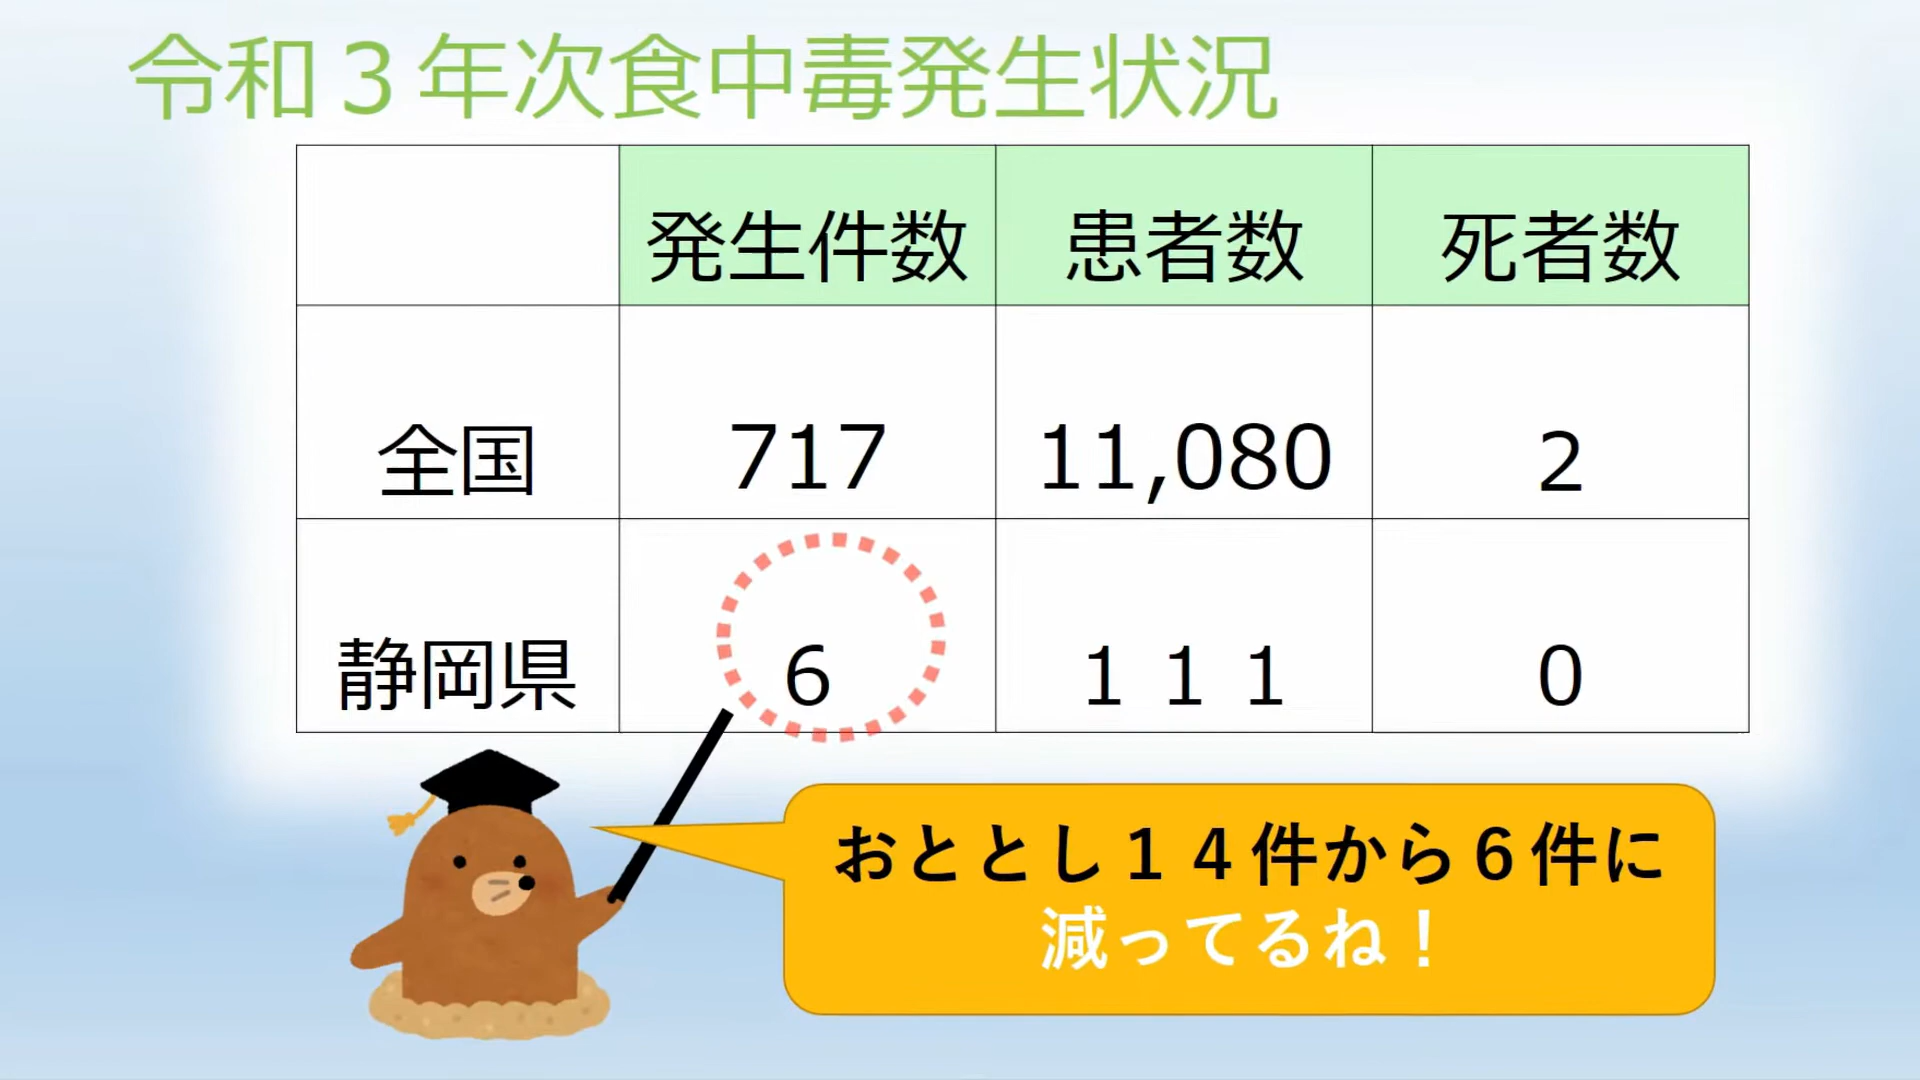 令和３年次食中毒発生状況
発生件数 患者数 死者数
全国 717 11,080 2
静岡県 6 １１１ 0
おととし１４件から６件に
減ってるね！